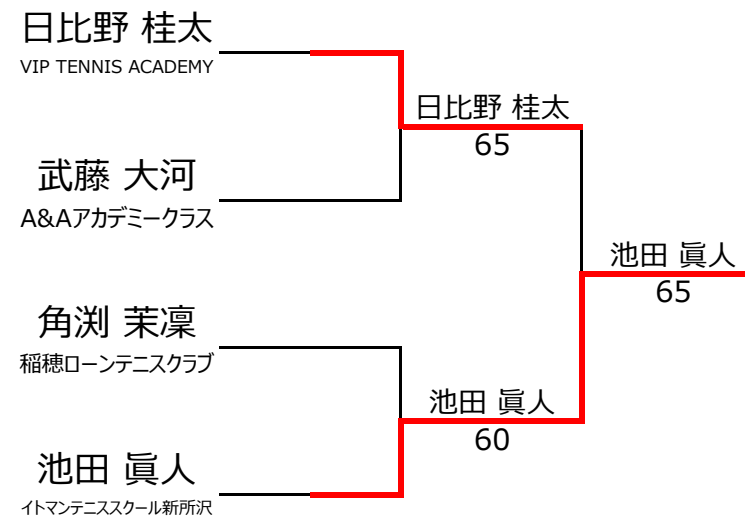 日比野 桂太
VIP TENNIS ACADEMY
武藤 大河
A&Aアカデミークラス
角渕 茉凜
稲穂ローンテニスクラブ
池田 眞人
イトマンテニススクール新所沢
日比野 桂太
65
池田 眞人
60
池田 眞人
65